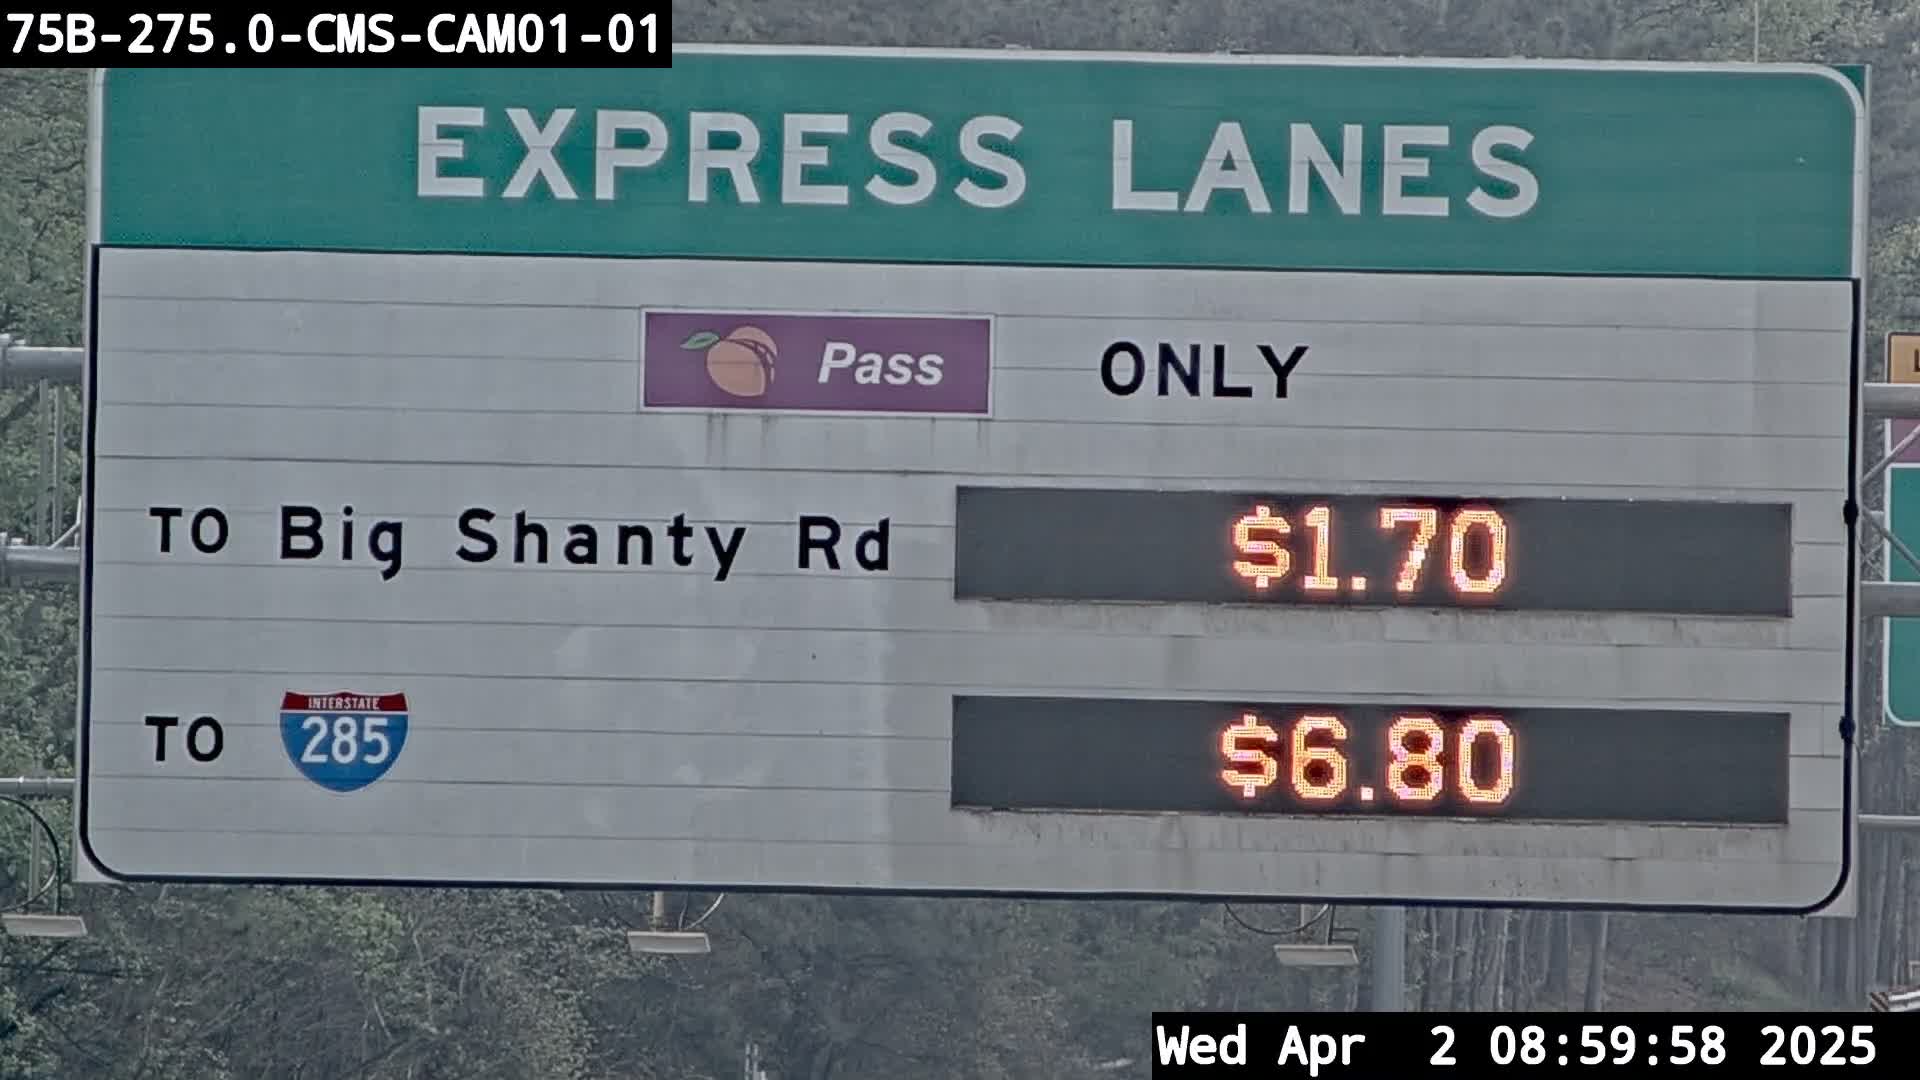 75B-275.0-CMS-CAM01-01
EXPRESS LANES
Pass ONLY
TO Big Shanty Rd $1.70
INTERSTATE
TO 285 $6.80
Wed Apr 2 08:59:58 2025